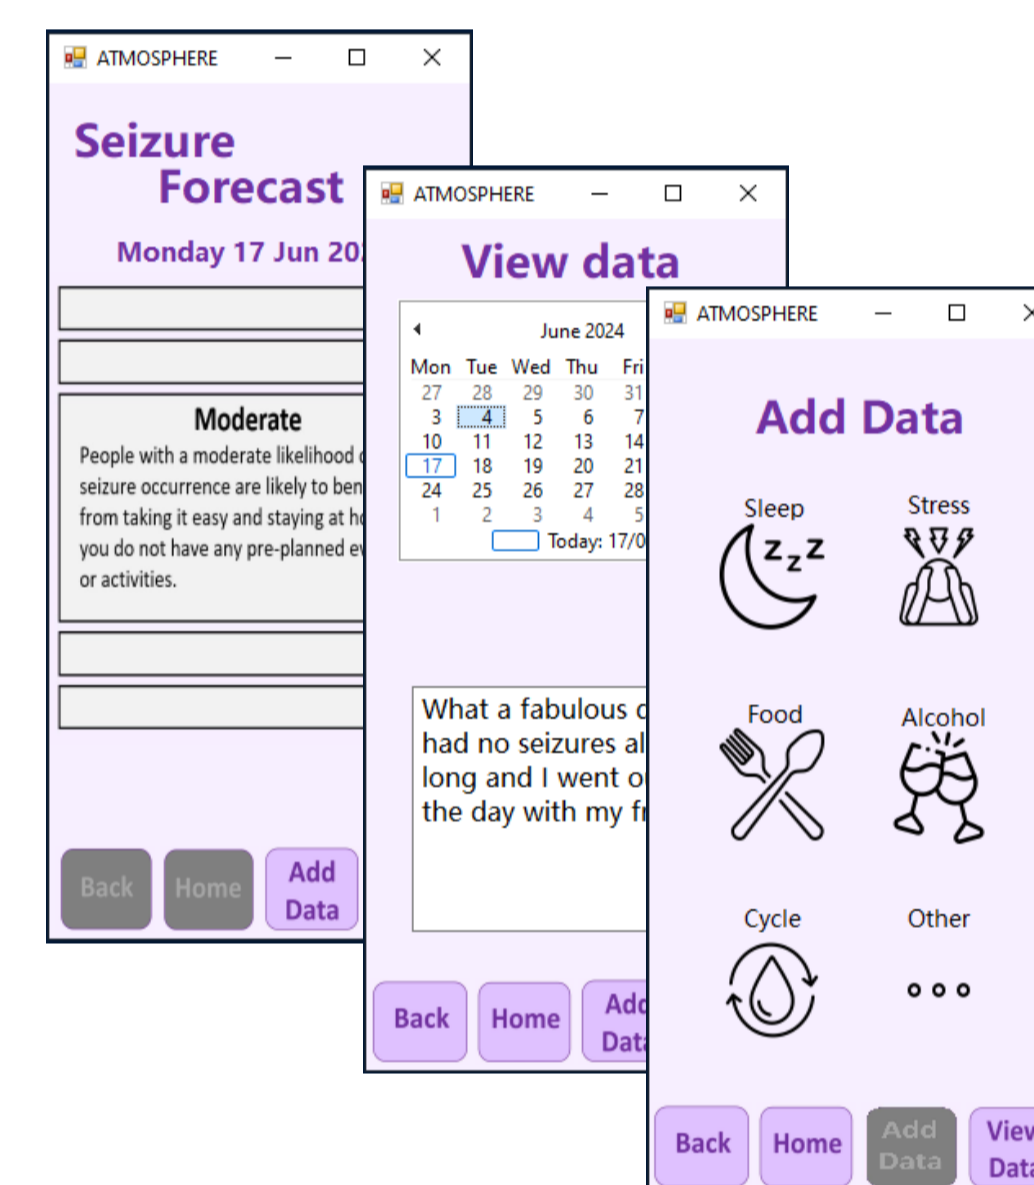 ATMOSPHERE
Seizure
Forecast
Monday 17 Jun
Moderate
People with a moderate likelihood
seizure occurrence are likely to
from taking it easy and staying at
you do not have any pre-planned
or activities.
Back
Home
Add
Data
ATMOSPHERE
View data
June 2024
Mon Tue Wed Thu Fri
27 28 29 30 31
3 4 5 6 7
10 11 12 13 14
17 18 19 20 21
24 25 26 27 28
1 2 3 4 5
Today: 17/0
What a fabulous
had no seizures
long and I went
the day with my
Back
Home
Add
Data
ATMOSPHERE
Add Data
Sleep
zzz
Stress
Food
Alcohol
Cycle
Other
Back
Home
Add
Data
View
Data